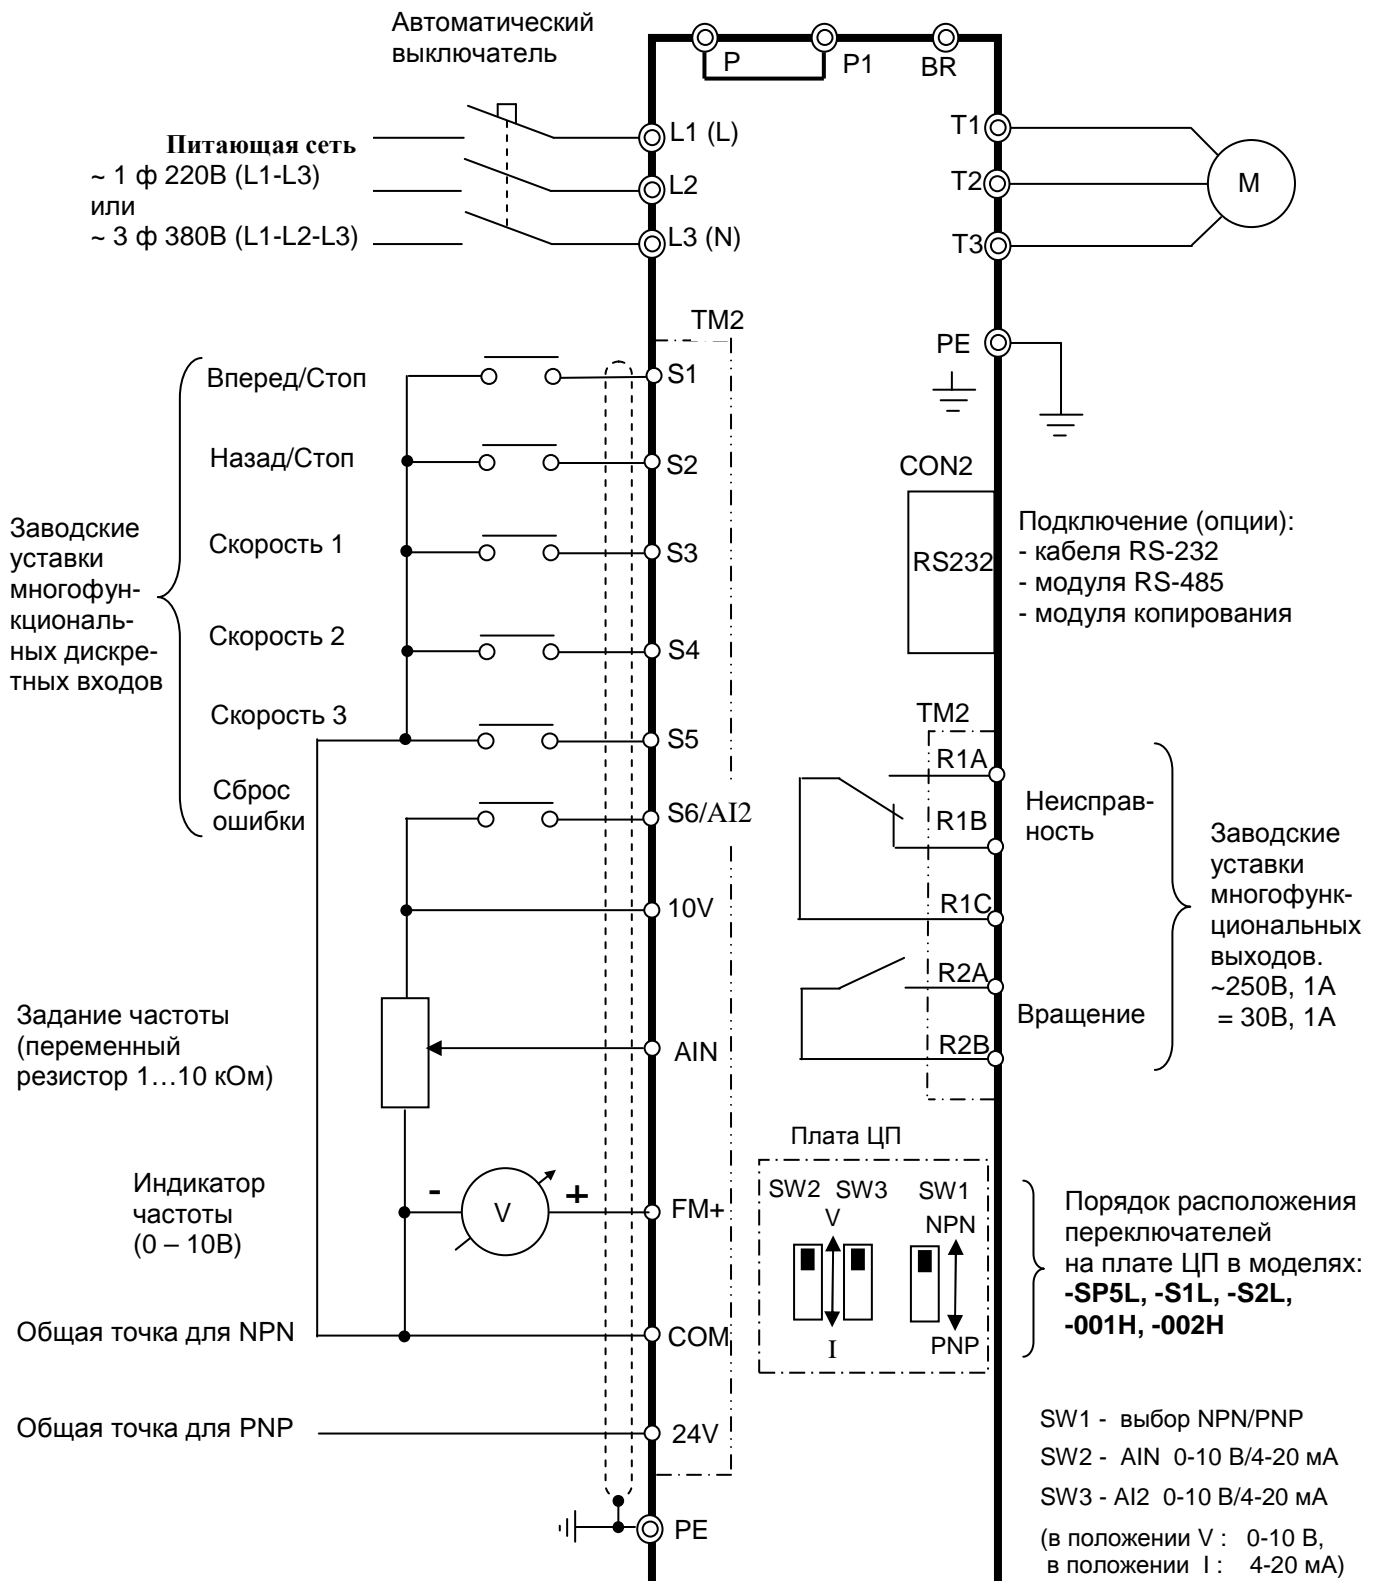 Автоматический
выключатель
P
P1
BR
Питающая сеть
~ 1 ф 220В (L1-L3)
или
~ 3 ф 380В (L1-L2-L3)
L1 (L)
L2
L3 (N)
T1
T2
T3
M
PE
TM2
Заводские
уставки
многофун-
кциональ-
ных дискре-
тных входов
Вперед/Стоп
S1
Назад/Стоп
S2
Скорость 1
S3
Скорость 2
S4
Скорость 3
S5
Сброс
ошибки
S6/AI2
10V
Задание частоты
(переменный
резистор 1…10 кОм)
AIN
Индикатор
частоты
(0 – 10В)
-
V
+
FM+
Общая точка для NPN
COM
Общая точка для PNP
24V
PE
CON2
RS232
Подключение (опции):
- кабеля RS-232
- модуля RS-485
- модуля копирования
TM2
R1A
R1B
R1C
R2A
R2B
Неисправ-
ность
Вращение
Заводские
уставки
многофунк-
циональных
выходов.
~250В, 1А
= 30В, 1А
Плата ЦП
SW2 SW3 SW1
V
NPN
I
PNP
Порядок расположения
переключателей
на плате ЦП в моделях:
-SP5L, -S1L, -S2L,
-001H, -002H
SW1 - выбор NPN/PNP
SW2 - AIN 0-10 В/4-20 мА
SW3 - AI2 0-10 В/4-20 мА
(в положении V : 0-10 В,
в положении I : 4-20 мА)